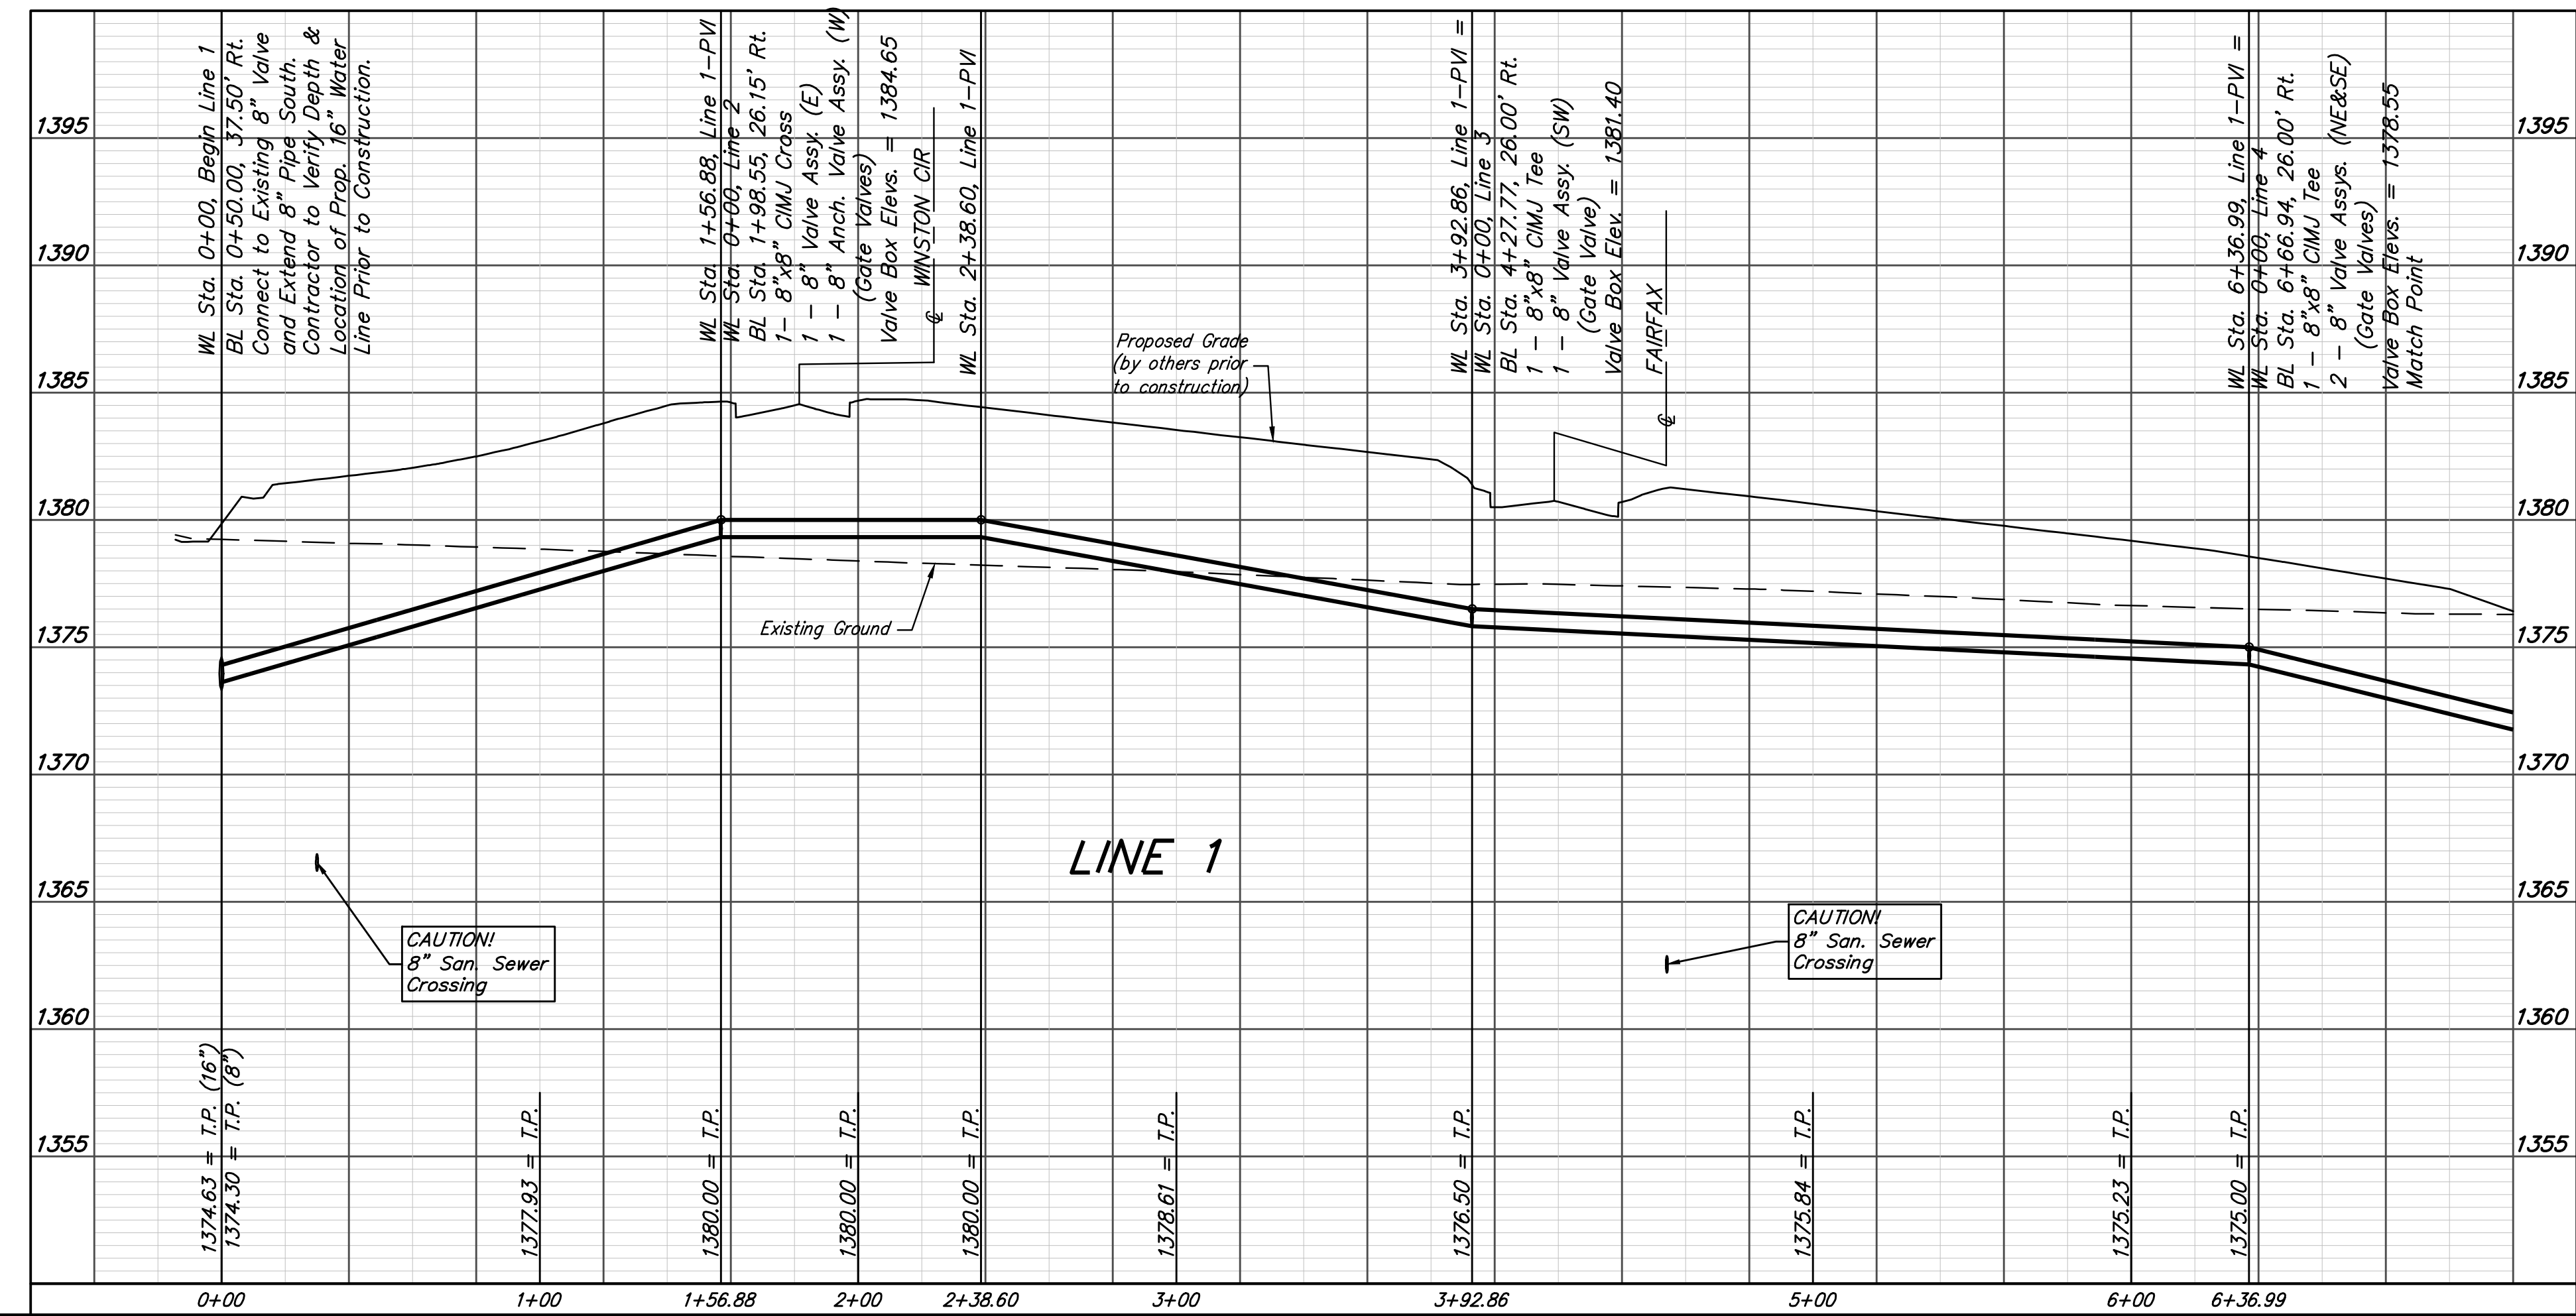 WL Sta. 0+00, Begin Line 1
BL Sta. 0+50.00, 37.50' Rt.
Connect to Existing 8" Valve
and Extend 8" Pipe South.
Contractor to Verify Depth &
Location of Prop. 16" Water
Line Prior to Construction.
WL Sta. 1+56.88, Line 1-PVI
WL Sta. 0+00, Line 2
BL Sta. 1+98.55, 26.15' Rt.
1- 8"x8" CIMJ Cross
1 - 8" Valve Assy. (E)
1 - 8" Anch. Valve Assy. (W)
(Gate Valves)
Valve Box Elevs. = 1384.65
WINSTON CIR
℄
WL Sta. 2+38.60, Line 1-PVI
Proposed Grade
(by others prior
to construction)
WL Sta. 3+92.86, Line 1-PVI =
WL Sta. 0+00, Line 3
BL Sta. 4+27.77, 26.00' Rt.
1 - 8"x8" CIMJ Tee
1 - 8" Valve Assy. (SW)
(Gate Valve)
Valve Box Elev. = 1381.40
FAIRFAX
℄
WL Sta. 6+36.99, Line 1-PVI =
WL Sta. 0+00, Line 4
BL Sta. 6+66.94, 26.00' Rt.
1 - 8"x8" CIMJ Tee
2 - 8" Valve Assys. (NE&SE)
(Gate Valves)
Valve Box Elevs. = 1378.55
Match Point
1395
1390
1385
1380
1375
1370
1365
1360
1355
1395
1390
1385
1380
1375
1370
1365
1360
1355
Existing Ground
LINE 1
CAUTION!
8" San. Sewer
Crossing
CAUTION!
8" San. Sewer
Crossing
1374.63 = T.P. (16")
1374.30 = T.P. (8")
1377.93 = T.P.
1380.00 = T.P.
1380.00 = T.P.
1380.00 = T.P.
1378.61 = T.P.
1376.50 = T.P.
1375.84 = T.P.
1375.23 = T.P.
1375.00 = T.P.
0+00 1+00 1+56.88 2+00 2+38.60 3+00 3+92.86 5+00 6+00 6+36.99